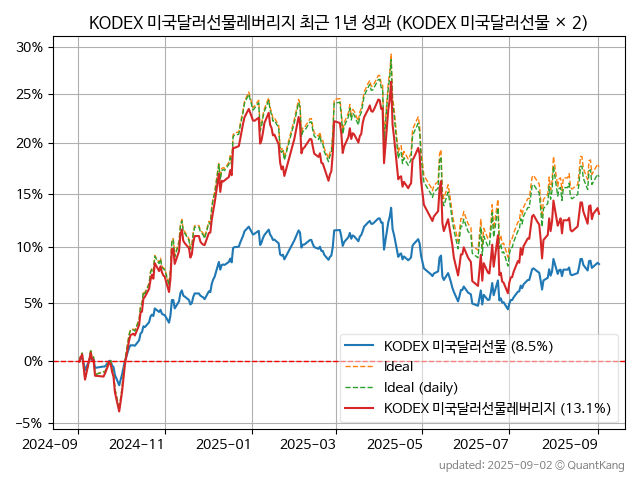 KODEX 미국달러선물레버리지 최근 1년 성과 (KODEX 미국달러선물 × 2)
30%
25%
20%
15%
10%
5%
0%
−5%
KODEX 미국달러선물 (8.5%)
Ideal
Ideal (daily)
KODEX 미국달러선물레버리지 (13.1%)
2024-09 2024-11 2025-01 2025-03 2025-05 2025-07 2025-09
updated: 2025-09-02 © QuantKang